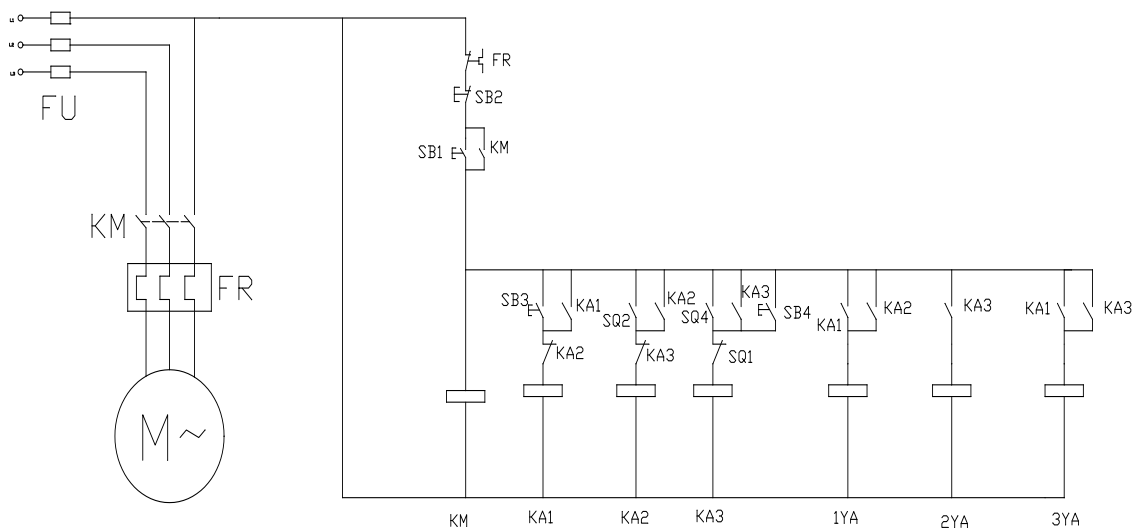 FR
FU
SB2
SB1
KM
KM
FR
SB3
KA1
SQ2
KA2
SQ4
KA3
SB4
KA1
KA2
KA3
KA1
KA3
KA2
KA3
SQ1
M ~
KM
KA1
KA2
KA3
1YA
2YA
3YA